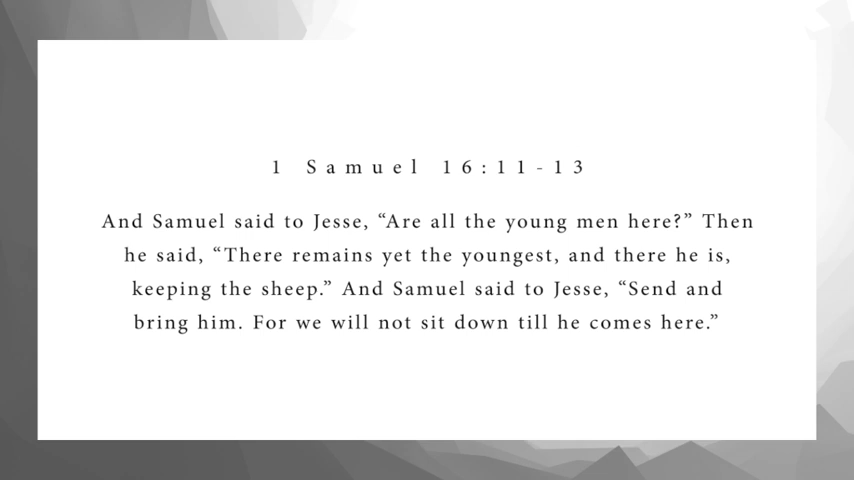 1 Samuel 16:11-13
And Samuel said to Jesse, “Are all the young men here?” Then
he said, “There remains yet the youngest, and there he is,
keeping the sheep.” And Samuel said to Jesse, “Send and
bring him. For we will not sit down till he comes here.”